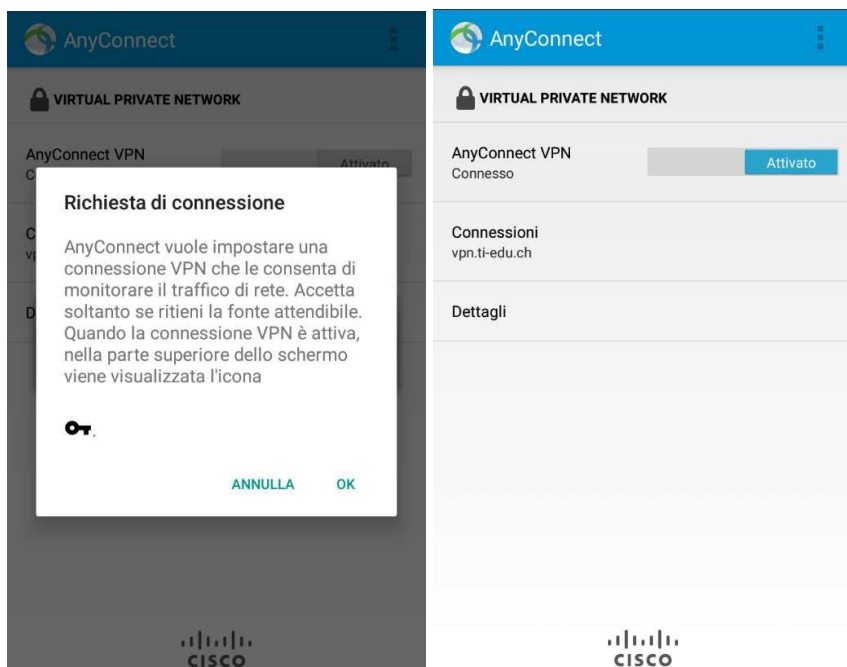 AnyConnect
VIRTUAL PRIVATE NETWORK
AnyConnect VPN
Attivato
Richiesta di connessione
AnyConnect vuole impostare una
connessione VPN che le consenta di
monitorare il traffico di rete. Accetta
soltanto se ritieni la fonte attendibile.
Quando la connessione VPN è attiva,
nella parte superiore dello schermo
viene visualizzata l'icona
.
ANNULLA OK
CISCO
AnyConnect
VIRTUAL PRIVATE NETWORK
AnyConnect VPN
Connesso
Attivato
Connessioni
vpn.ti-edu.ch
Dettagli
CISCO